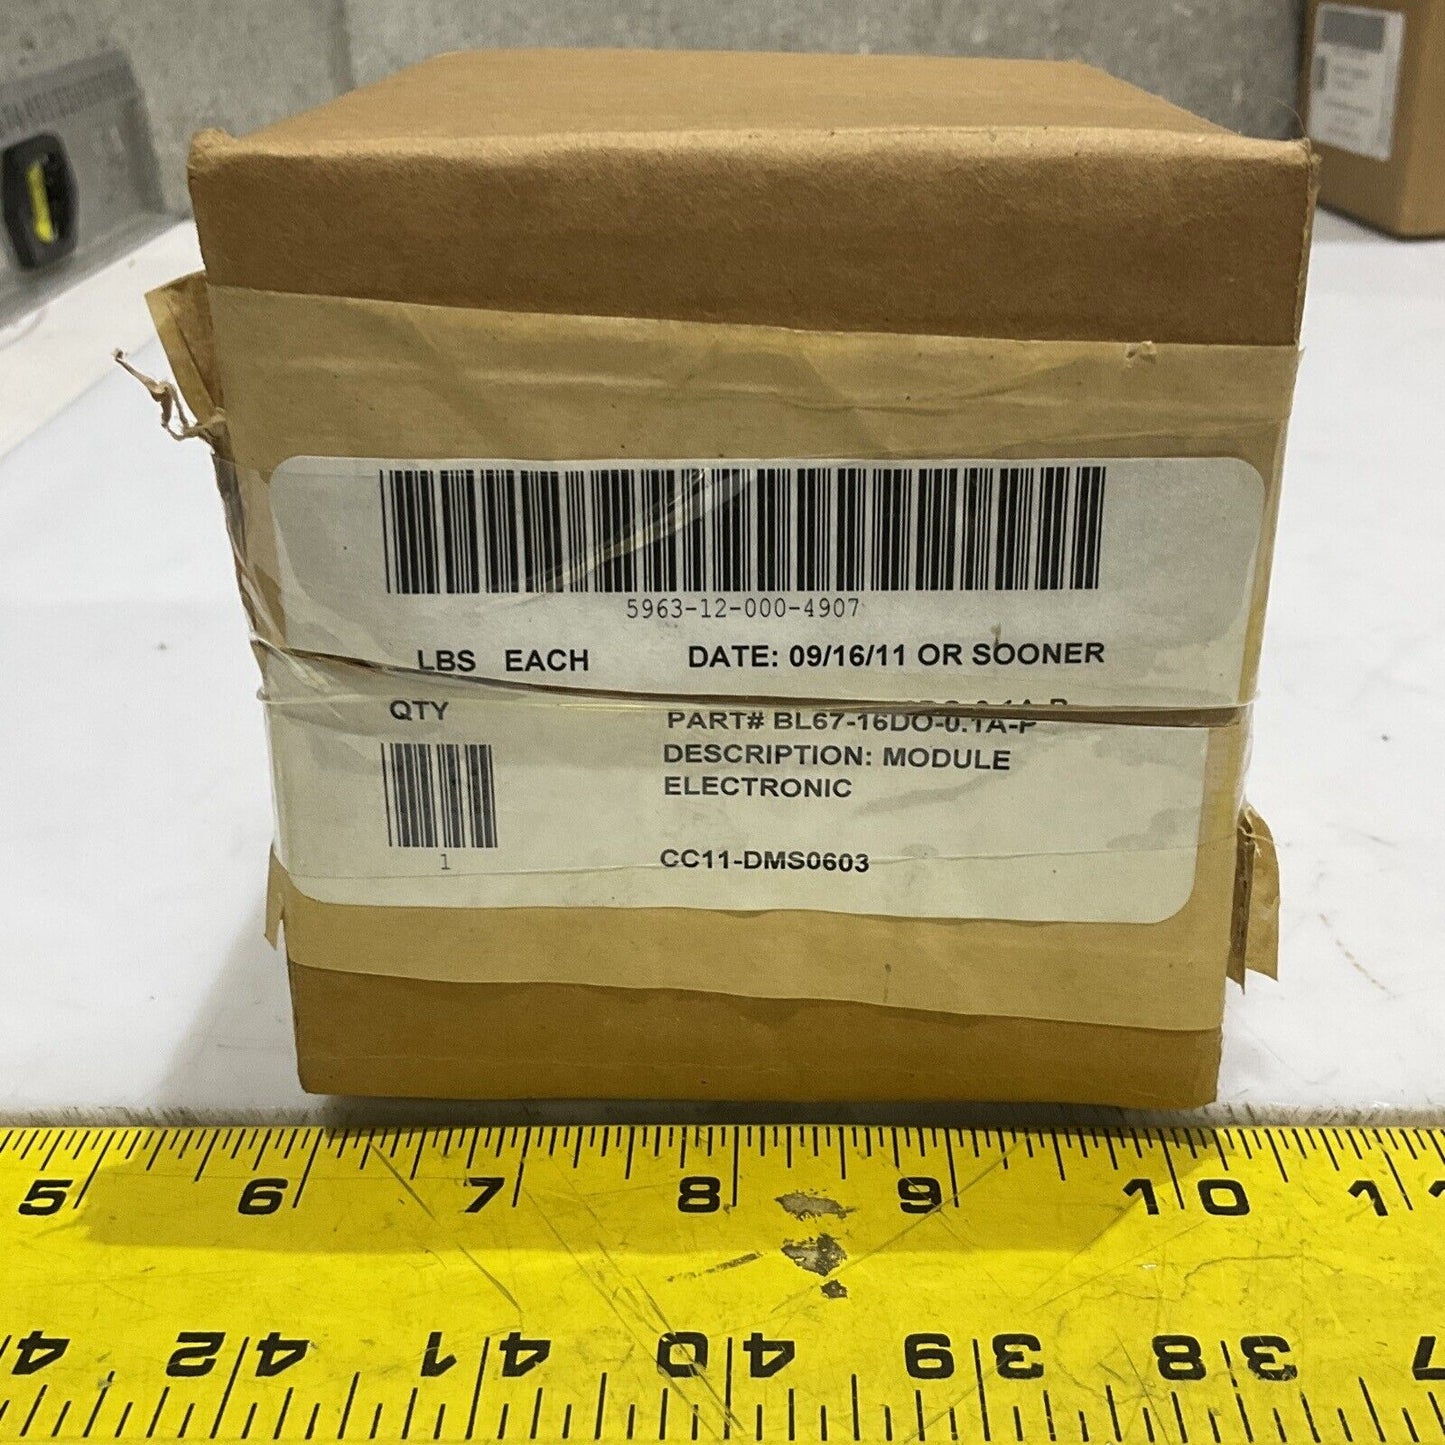 5963-12-000-4907
LBS EACH DATE: 09/16/11 OR SOONER
QTY PART# BL67-16DO-0.1A-P
DESCRIPTION: MODULE
ELECTRONIC
1 CC11-DMS0603
5 6 7 8 9 10 11
42 41 40 39 38